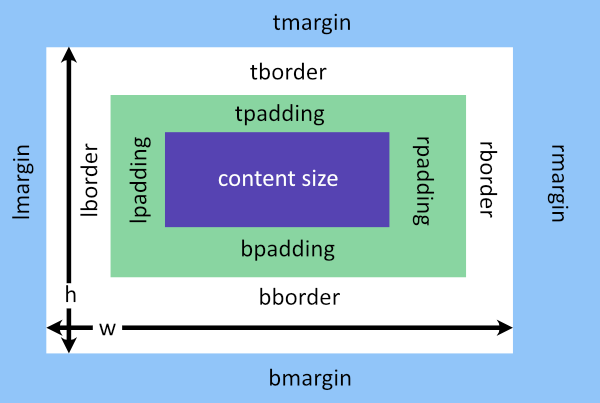 tmargin
tborder
tpadding
lmargin
lborder
lpadding
content size
rpadding
rborder
rmargin
bpadding
h
bborder
w
bmargin